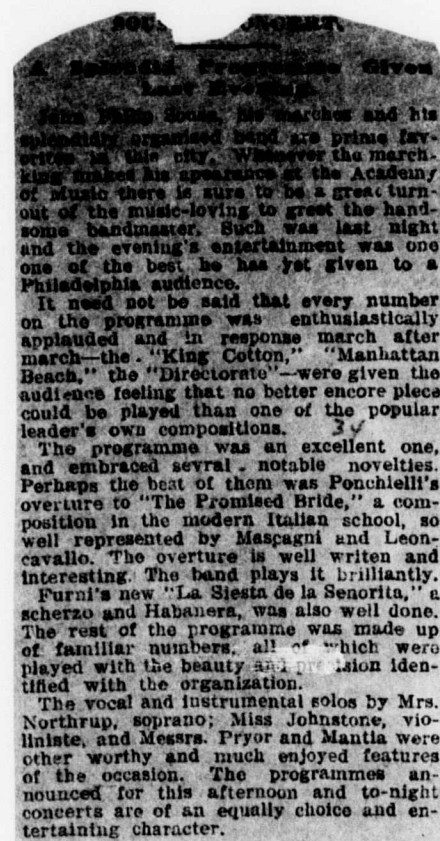 SOUSA CONCERT.
A Splendid Programme Given
Last Evening.
John Philip Sousa, his marches and his
splendidly organised band are prime fav-
orites in this city. Whenever the march-
king makes his apearance at the Academy
of Music there is sure to be a great turn-
out of the music-loving to greet the hand-
some bandmaster. Such was last night
and the evening's entertainment was one
one of the best he has yet given to a
Philadelphia audience.
It need not be said that every number
on the programme was enthusiastically
applauded and in response march after
march—the "King Cotton," "Manhattan
Beach," the "Directorate"—were given the
audience feeling that no better encore piece
could be played than one of the popular
leader's own compositions. 34
The programme was an excellent one,
and embraced sevral notable novelties.
Perhaps the best of them was Ponchielli's
overture to "The Promised Bride," a com-
position in the modern Italian school, so
well represented by Mascagni and Leon-
cavallo. The overture is well writen and
interesting. The band plays it brilliantly.
Furni's new "La Siesta de la Senorita," a
scherzo and Habanera, was also well done.
The rest of the programme was made up
of familiar numbers, all of which were
played with the beauty and precision iden-
tified with the organization.
The vocal and instrumental solos by Mrs.
Northrup, soprano; Miss Johnstone, vio-
liniste, and Messrs. Pryor and Mantia were
other worthy and much enjoyed features
of the occasion. The programmes an-
nounced for this afternoon and to-night
concerts are of an equally choice and en-
tertaining character.